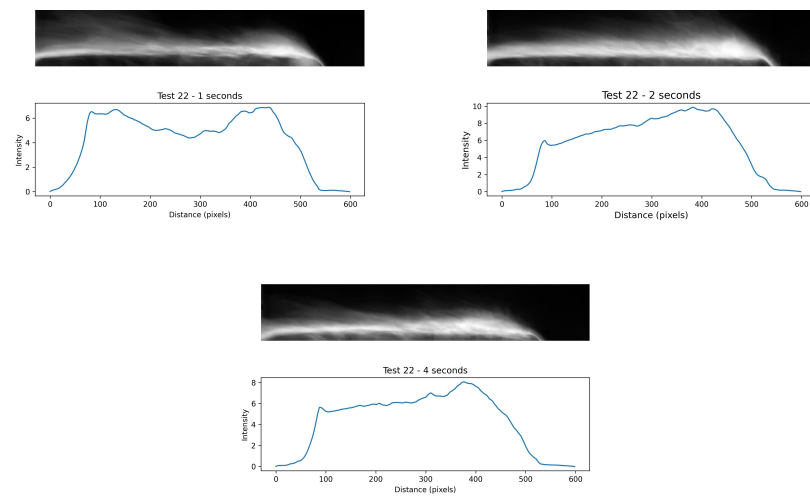 Test 22 - 1 seconds
Intensity
6
4
2
0
0 100 200 300 400 500 600
Distance (pixels)
Test 22 - 2 seconds
Intensity
10
8
6
4
2
0
0 100 200 300 400 500 600
Distance (pixels)
Test 22 - 4 seconds
Intensity
8
6
4
2
0
0 100 200 300 400 500 600
Distance (pixels)